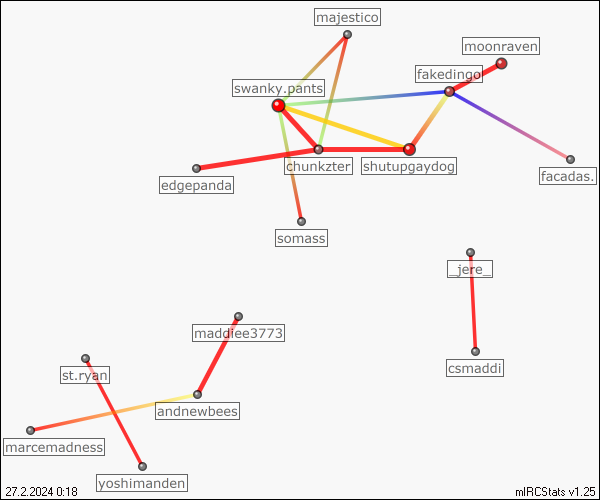 majestico
moonraven
fakedingo
swanky.pants
chunkzter
shutupgaydog
edgepanda
facadas.
somass
_jere_
maddiee3773
csmaddi
st.ryan
andnewbees
marcemadness
yoshimanden
27.2.2024 0:18
mIRCStats v1.25